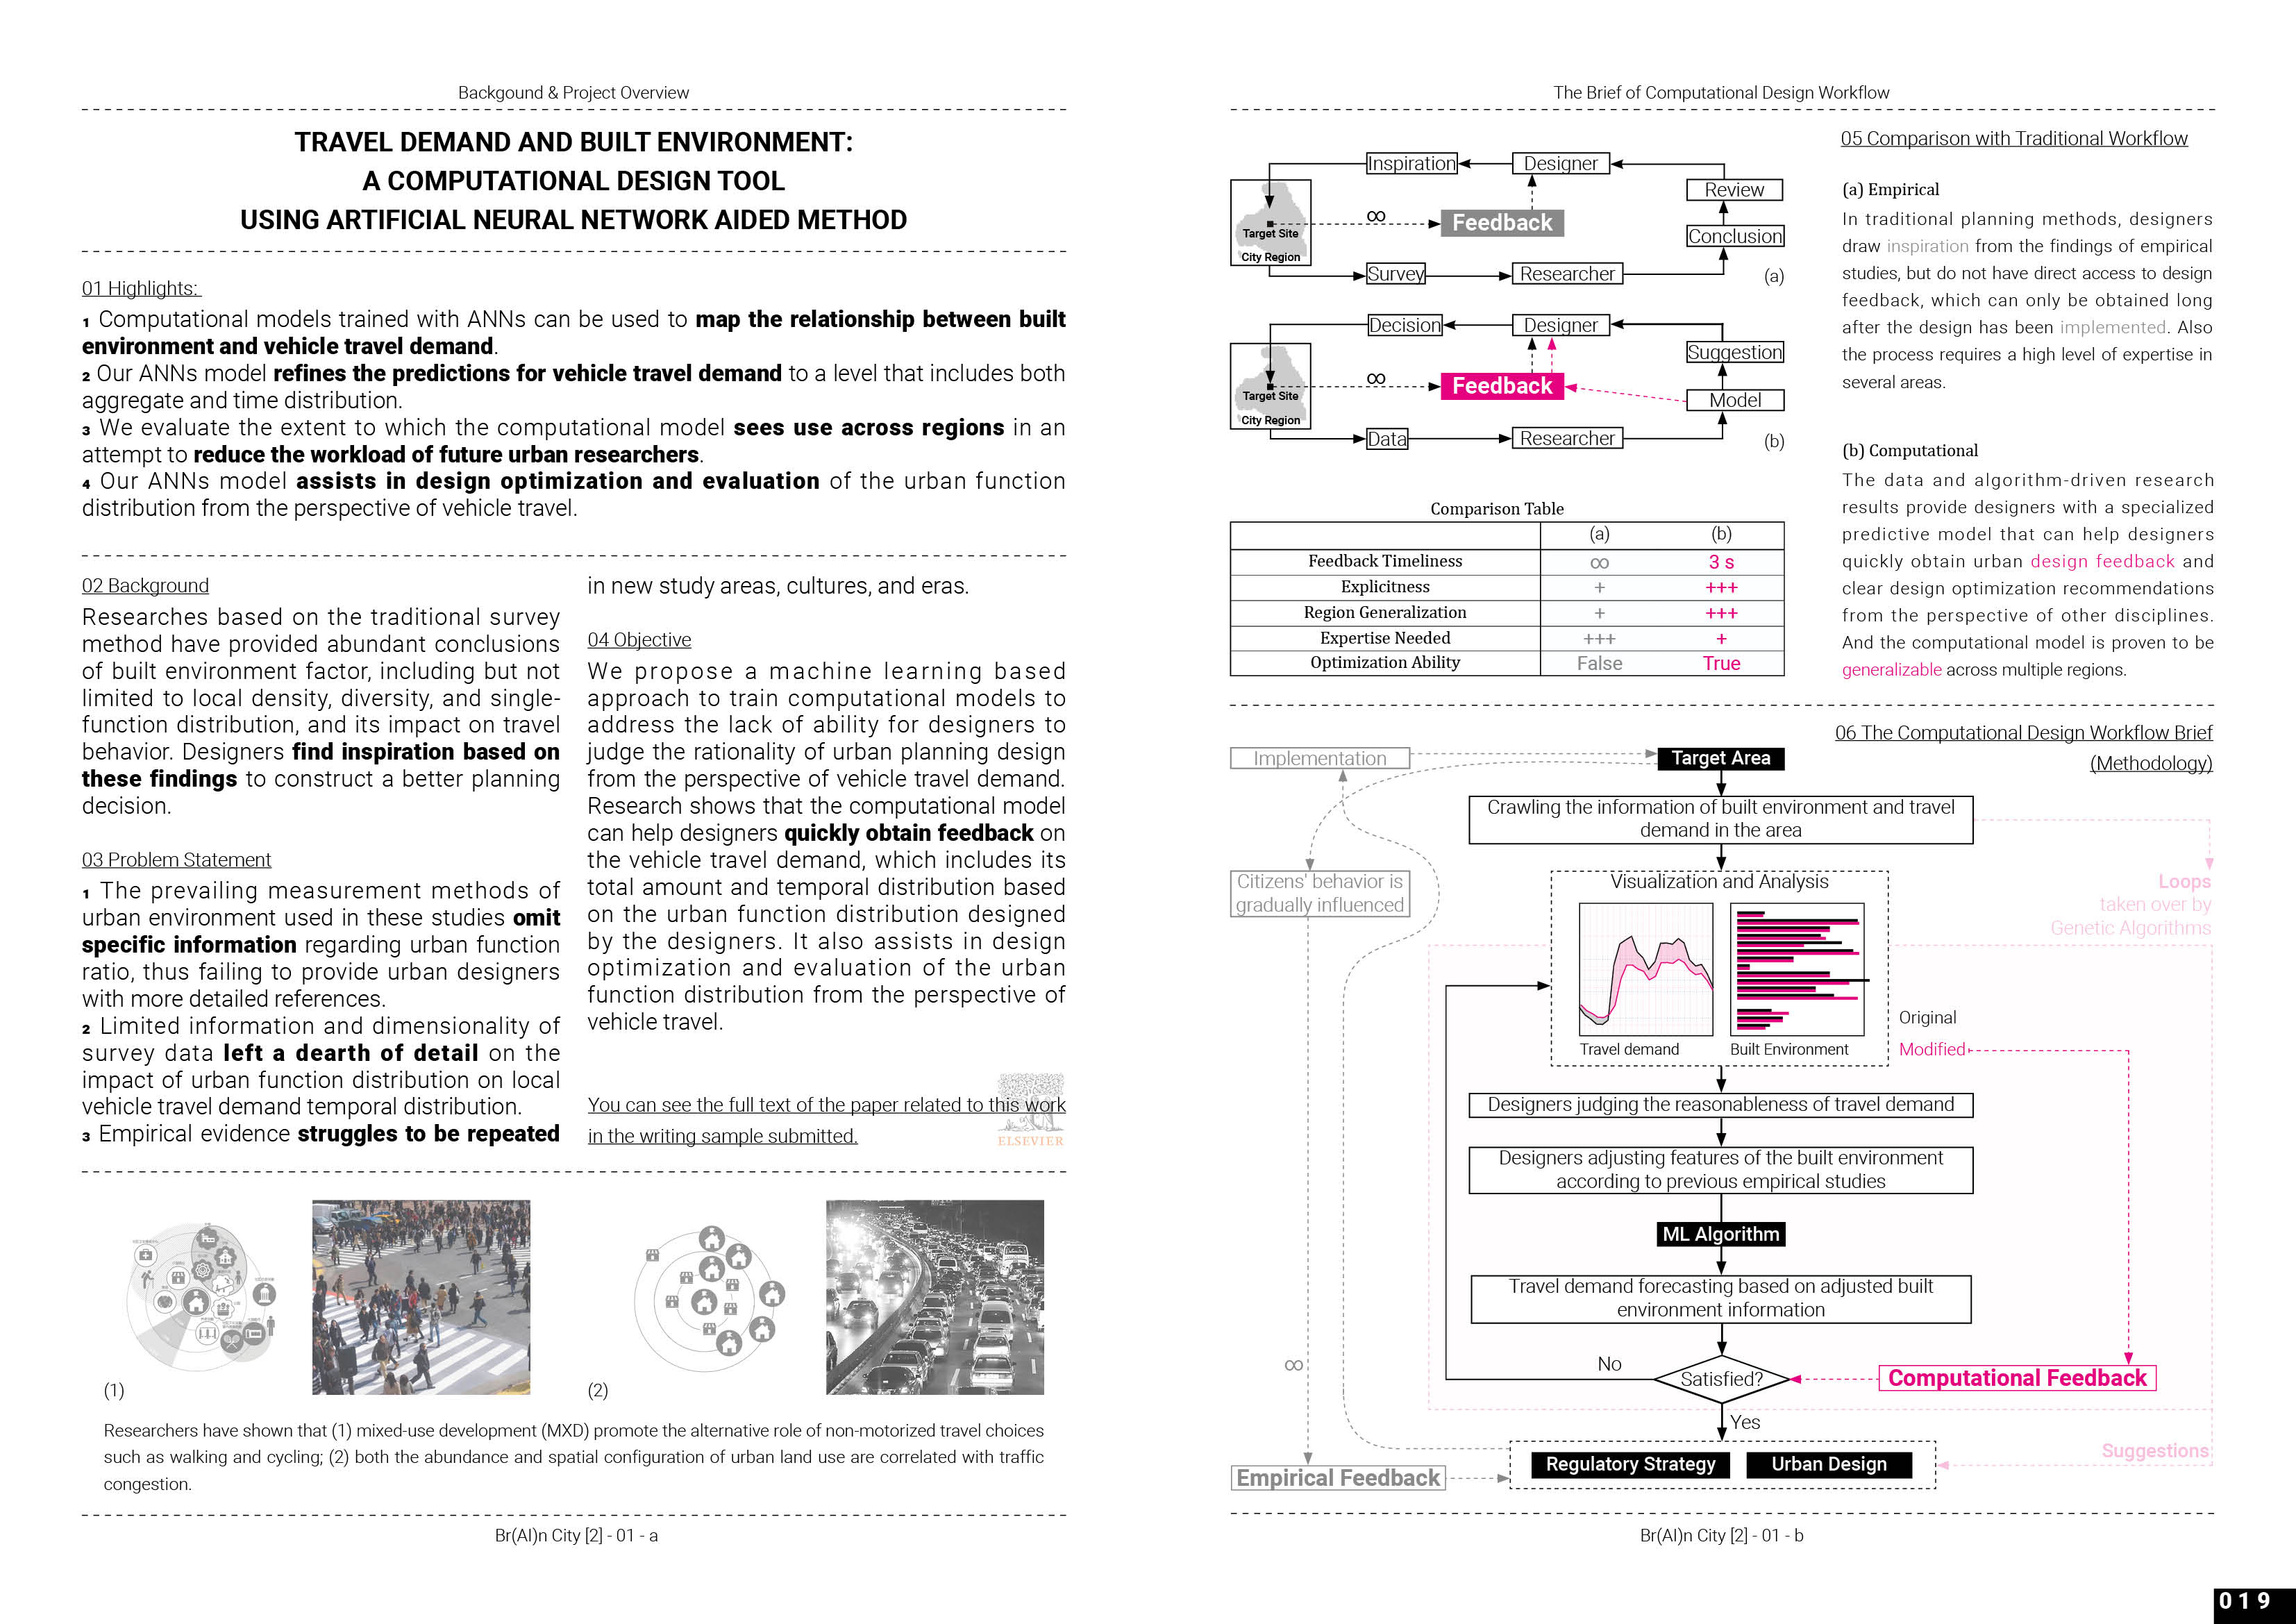 Backgound & Project Overview
TRAVEL DEMAND AND BUILT ENVIRONMENT:
A COMPUTATIONAL DESIGN TOOL
USING ARTIFICIAL NEURAL NETWORK AIDED METHOD
01 Highlights:
1 Computational models trained with ANNs can be used to map the relationship between built
environment and vehicle travel demand.
2 Our ANNs model refines the predictions for vehicle travel demand to a level that includes both
aggregate and time distribution.
3 We evaluate the extent to which the computational model sees use across regions in an
attempt to reduce the workload of future urban researchers.
4 Our ANNs model assists in design optimization and evaluation of the urban function
distribution from the perspective of vehicle travel.
02 Background
Researches based on the traditional survey
method have provided abundant conclusions
of built environment factor, including but not
limited to local density, diversity, and single-
function distribution, and its impact on travel
behavior. Designers find inspiration based on
these findings to construct a better planning
decision.
03 Problem Statement
1 The prevailing measurement methods of
urban environment used in these studies omit
specific information regarding urban function
ratio, thus failing to provide urban designers
with more detailed references.
2 Limited information and dimensionality of
survey data left a dearth of detail on the
impact of urban function distribution on local
vehicle travel demand temporal distribution.
3 Empirical evidence struggles to be repeated
in new study areas, cultures, and eras.
04 Objective
We propose a machine learning based
approach to train computational models to
address the lack of ability for designers to
judge the rationality of urban planning design
from the perspective of vehicle travel demand.
Research shows that the computational model
can help designers quickly obtain feedback on
the vehicle travel demand, which includes its
total amount and temporal distribution based
on the urban function distribution designed
by the designers. It also assists in design
optimization and evaluation of the urban
function distribution from the perspective of
vehicle travel.
You can see the full text of the paper related to this work
in the writing sample submitted.
ELSEVIER
(1)
(2)
Researchers have shown that (1) mixed-use development (MXD) promote the alternative role of non-motorized travel choices
such as walking and cycling; (2) both the abundance and spatial configuration of urban land use are correlated with traffic
congestion.
Br(AI)n City [2] - 01 - a
The Brief of Computational Design Workflow
Inspiration
Designer
Review
Target Site
City Region
∞
Feedback
Conclusion
Survey
Researcher
(a)
Decision
Designer
Suggestion
Target Site
City Region
∞
Feedback
Model
Data
Researcher
(b)
Comparison Table
(a) (b)
Feedback Timeliness ∞ 3 s
Explicitness + +++
Region Generalization + +++
Expertise Needed +++ +
Optimization Ability False True
05 Comparison with Traditional Workflow
(a) Empirical
In traditional planning methods, designers
draw inspiration from the findings of empirical
studies, but do not have direct access to design
feedback, which can only be obtained long
after the design has been implemented. Also
the process requires a high level of expertise in
several areas.
(b) Computational
The data and algorithm-driven research
results provide designers with a specialized
predictive model that can help designers
quickly obtain urban design feedback and
clear design optimization recommendations
from the perspective of other disciplines.
And the computational model is proven to be
generalizable across multiple regions.
06 The Computational Design Workflow Brief
(Methodology)
Implementation
Target Area
Crawling the information of built environment and travel
demand in the area
Citizens' behavior is
gradually influenced
Visualization and Analysis
Travel demand
Built Environment
Loops
taken over by
Genetic Algorithms
Original
Modified
Designers judging the reasonableness of travel demand
Designers adjusting features of the built environment
according to previous empirical studies
ML Algorithm
Travel demand forecasting based on adjusted built
environment information
∞
No
Satisfied?
Computational Feedback
Yes
Suggestions
Empirical Feedback
Regulatory Strategy
Urban Design
Br(AI)n City [2] - 01 - b
019